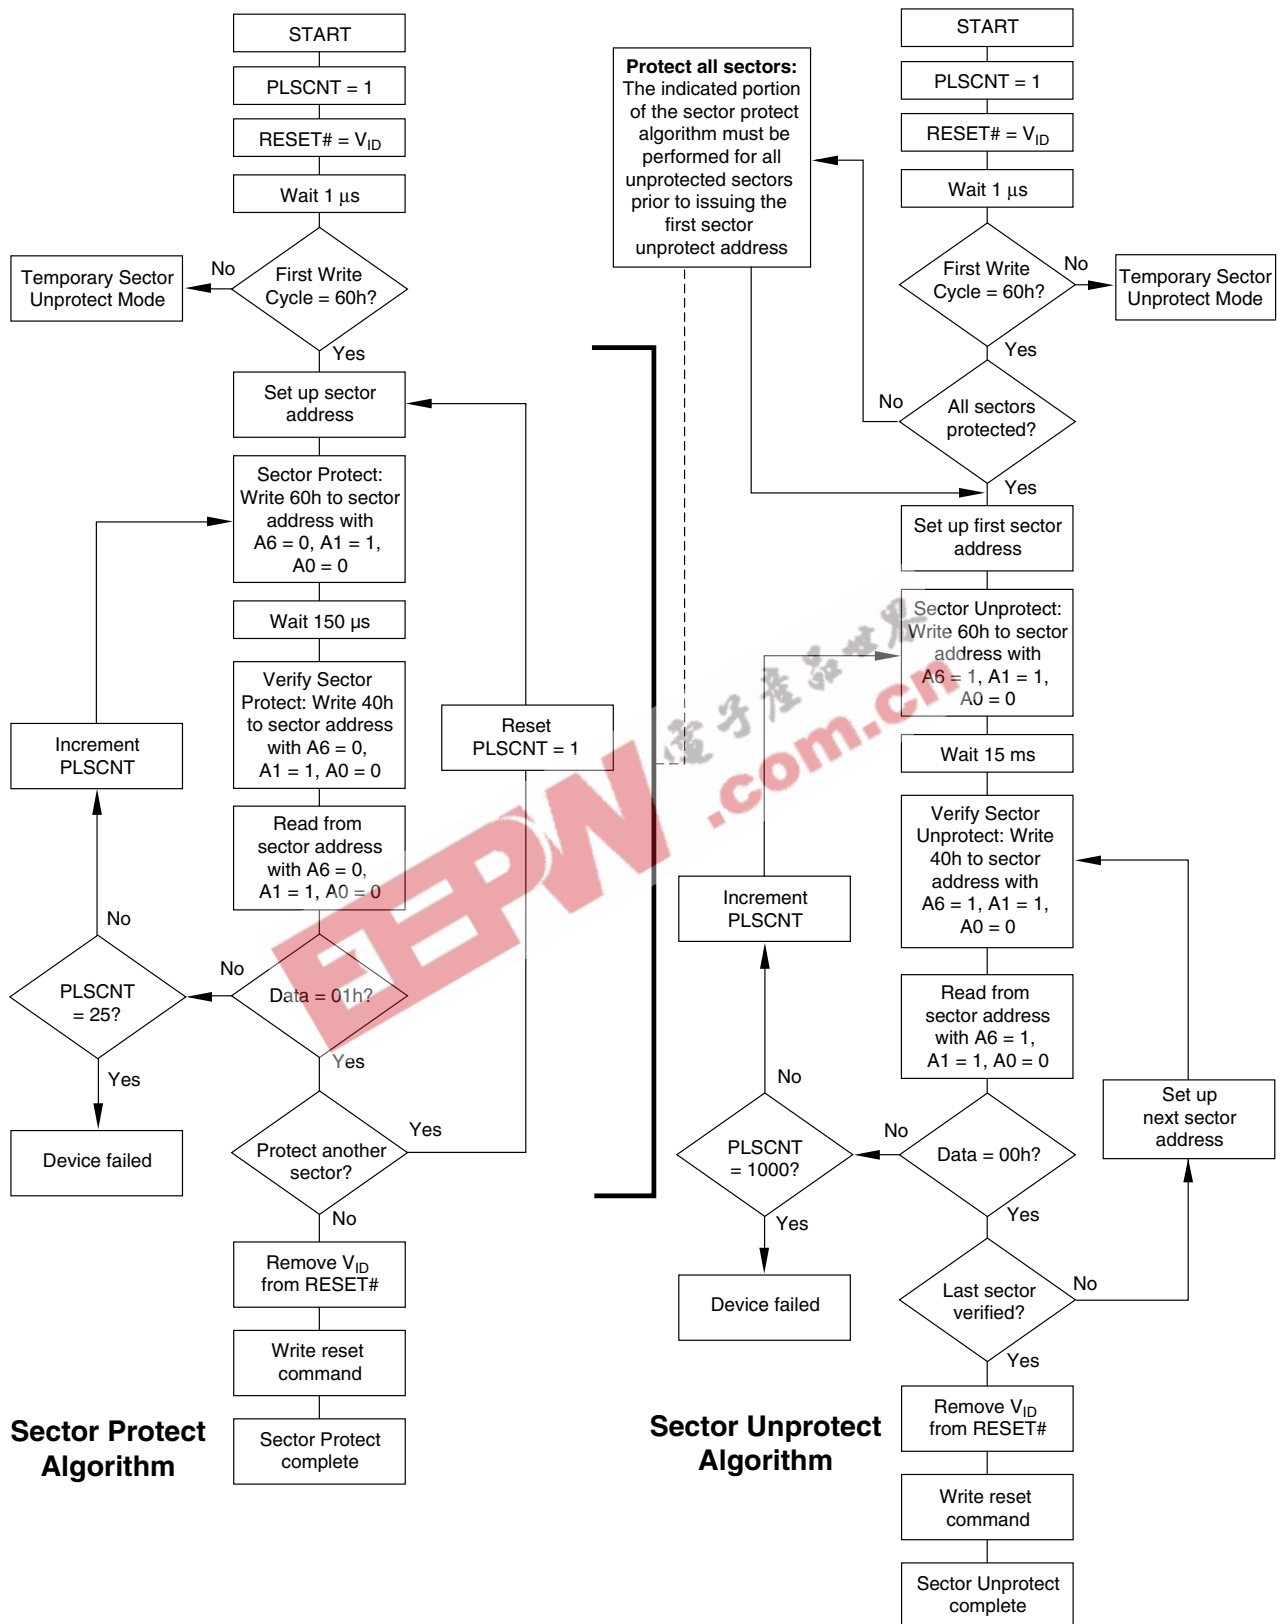 START
PLSCNT = 1
RESET# = VID
Wait 1 μs
First Write
Cycle = 60h?
No
Temporary Sector
Unprotect Mode
Yes
Set up sector
address
Sector Protect:
Write 60h to sector
address with
A6 = 0, A1 = 1,
A0 = 0
Wait 150 μs
Verify Sector
Protect: Write 40h
to sector address
with A6 = 0,
A1 = 1, A0 = 0
Read from
sector address
with A6 = 0,
A1 = 1, A0 = 0
Data = 01h?
No
PLSCNT
= 25?
No
Increment
PLSCNT
Yes
Device failed
Yes
Protect another
sector?
Yes
Reset
PLSCNT = 1
No
Remove VID
from RESET#
Write reset
command
Sector Protect
complete
Sector Protect
Algorithm
Protect all sectors:
The indicated portion
of the sector protect
algorithm must be
performed for all
unprotected sectors
prior to issuing the
first sector
unprotect address
START
PLSCNT = 1
RESET# = VID
Wait 1 μs
First Write
Cycle = 60h?
No
Temporary Sector
Unprotect Mode
Yes
All sectors
protected?
No
Yes
Set up first sector
address
Sector Unprotect:
Write 60h to sector
address with
A6 = 1, A1 = 1,
A0 = 0
Wait 15 ms
Verify Sector
Unprotect: Write
40h to sector
address with
A6 = 1, A1 = 1,
A0 = 0
Read from
sector address
with A6 = 1,
A1 = 1, A0 = 0
Data = 00h?
No
PLSCNT
= 1000?
No
Increment
PLSCNT
Yes
Device failed
Yes
Last sector
verified?
No
Set up
next sector
address
Yes
Remove VID
from RESET#
Write reset
command
Sector Unprotect
complete
Sector Unprotect
Algorithm
EEPW
電子產品世界
.com.cn